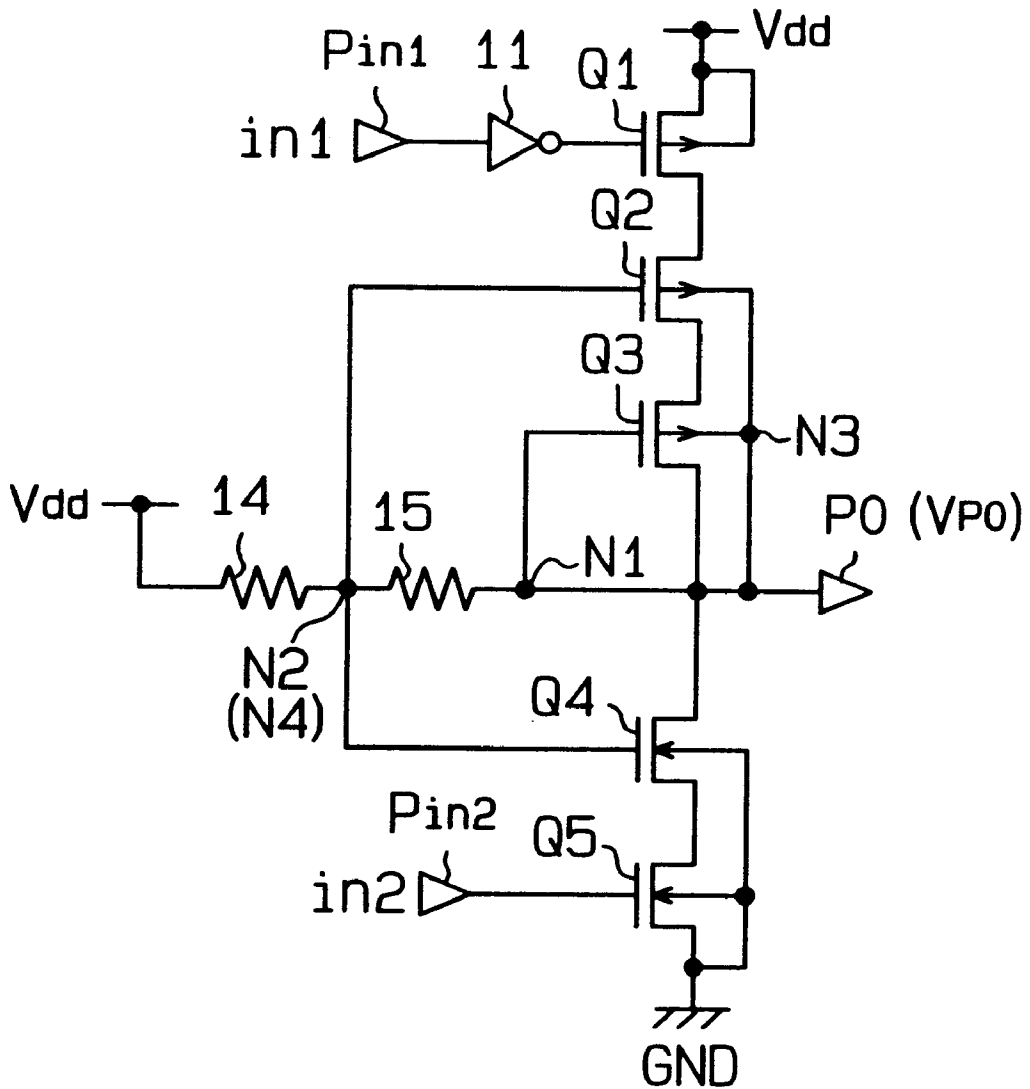 Vdd
Pin1
11
Q1
in1
Q2
Q3
N3
Vdd
14
15
N1
P0 (VP0)
N2
(N4)
Q4
Pin2
Q5
in2
GND